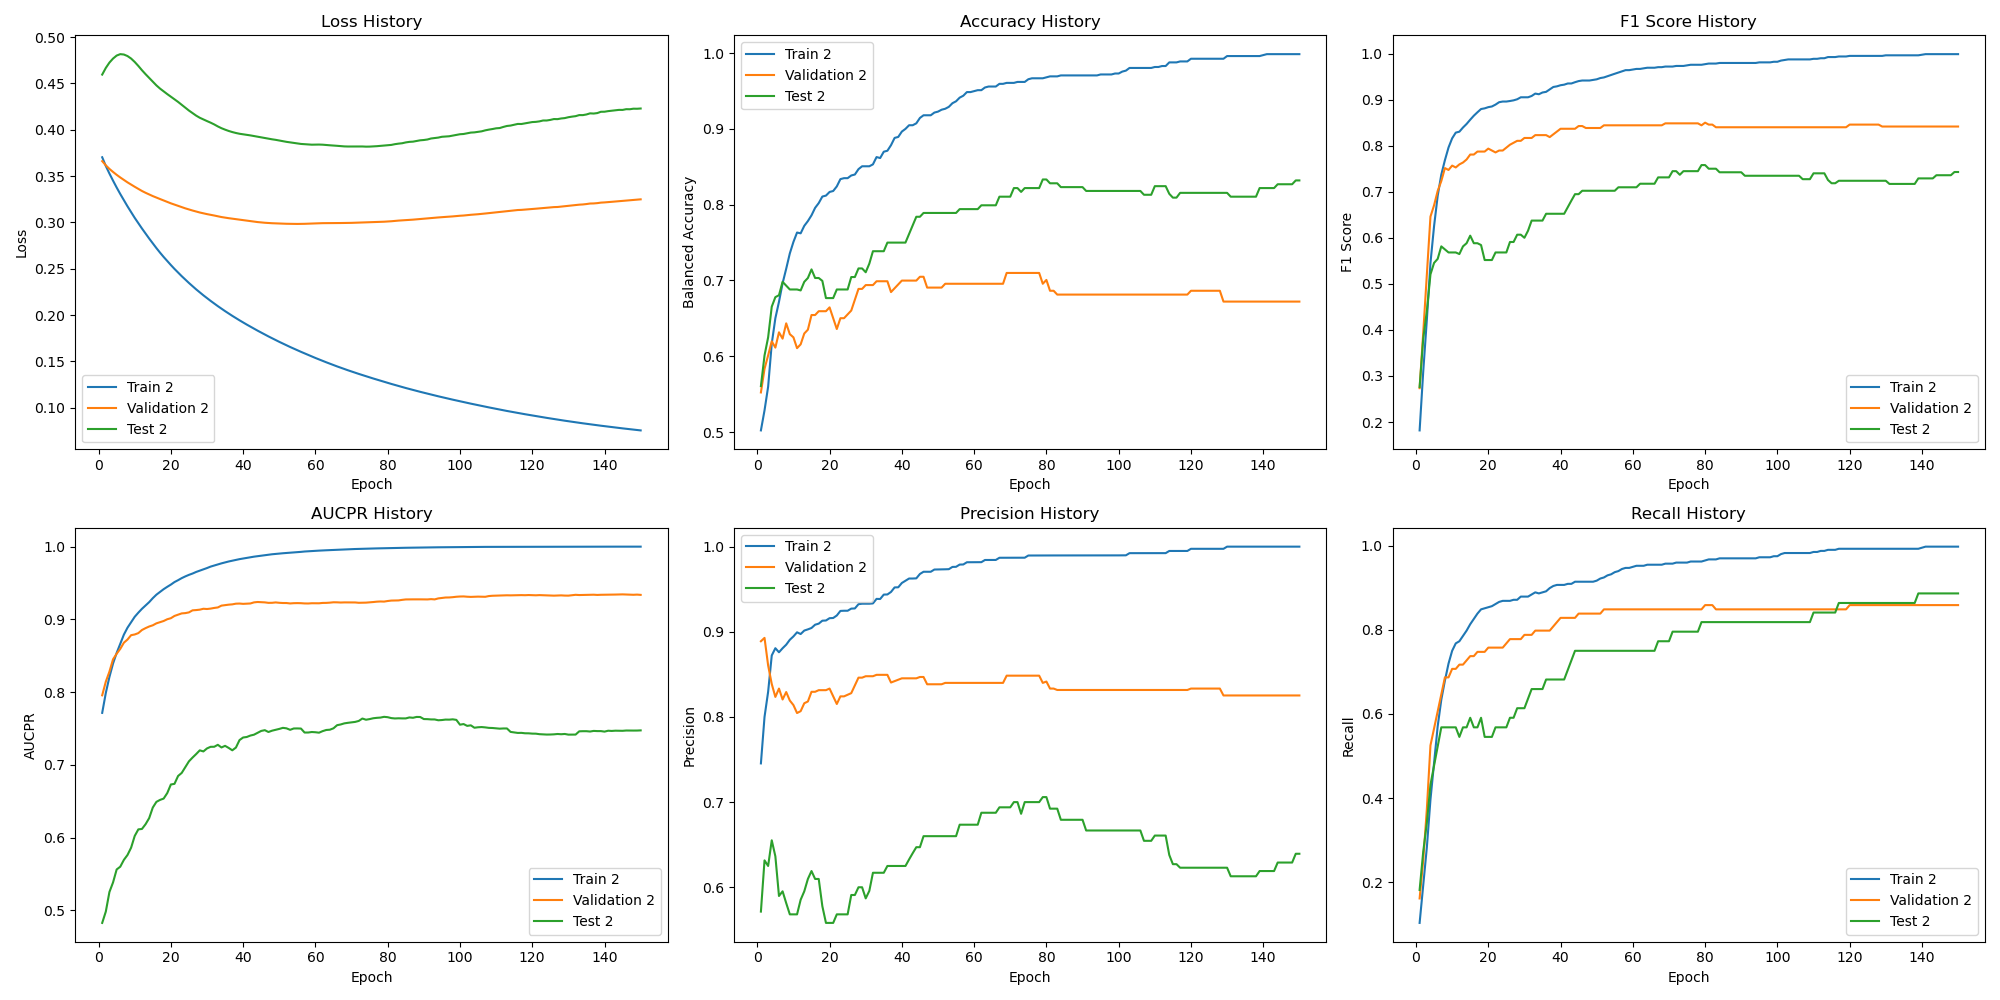 Loss History
0.50
0.45
0.40
0.35
0.30
0.25
0.20
0.15
0.10
Loss
Train 2
Validation 2
Test 2
0 20 40 60 80 100 120 140
Epoch
Accuracy History
1.0
0.9
0.8
0.7
0.6
0.5
Balanced Accuracy
Train 2
Validation 2
Test 2
0 20 40 60 80 100 120 140
Epoch
F1 Score History
1.0
0.9
0.8
0.7
0.6
0.5
0.4
0.3
0.2
F1 Score
Train 2
Validation 2
Test 2
0 20 40 60 80 100 120 140
Epoch
AUCPR History
1.0
0.9
0.8
0.7
0.6
0.5
AUCPR
Train 2
Validation 2
Test 2
0 20 40 60 80 100 120 140
Epoch
Precision History
1.0
0.9
0.8
0.7
0.6
Precision
Train 2
Validation 2
Test 2
0 20 40 60 80 100 120 140
Epoch
Recall History
1.0
0.8
0.6
0.4
0.2
Recall
Train 2
Validation 2
Test 2
0 20 40 60 80 100 120 140
Epoch